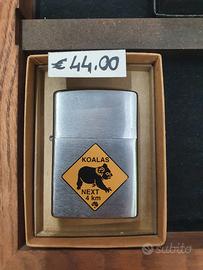 €44.00
KOALAS
NEXT
4 km
subito